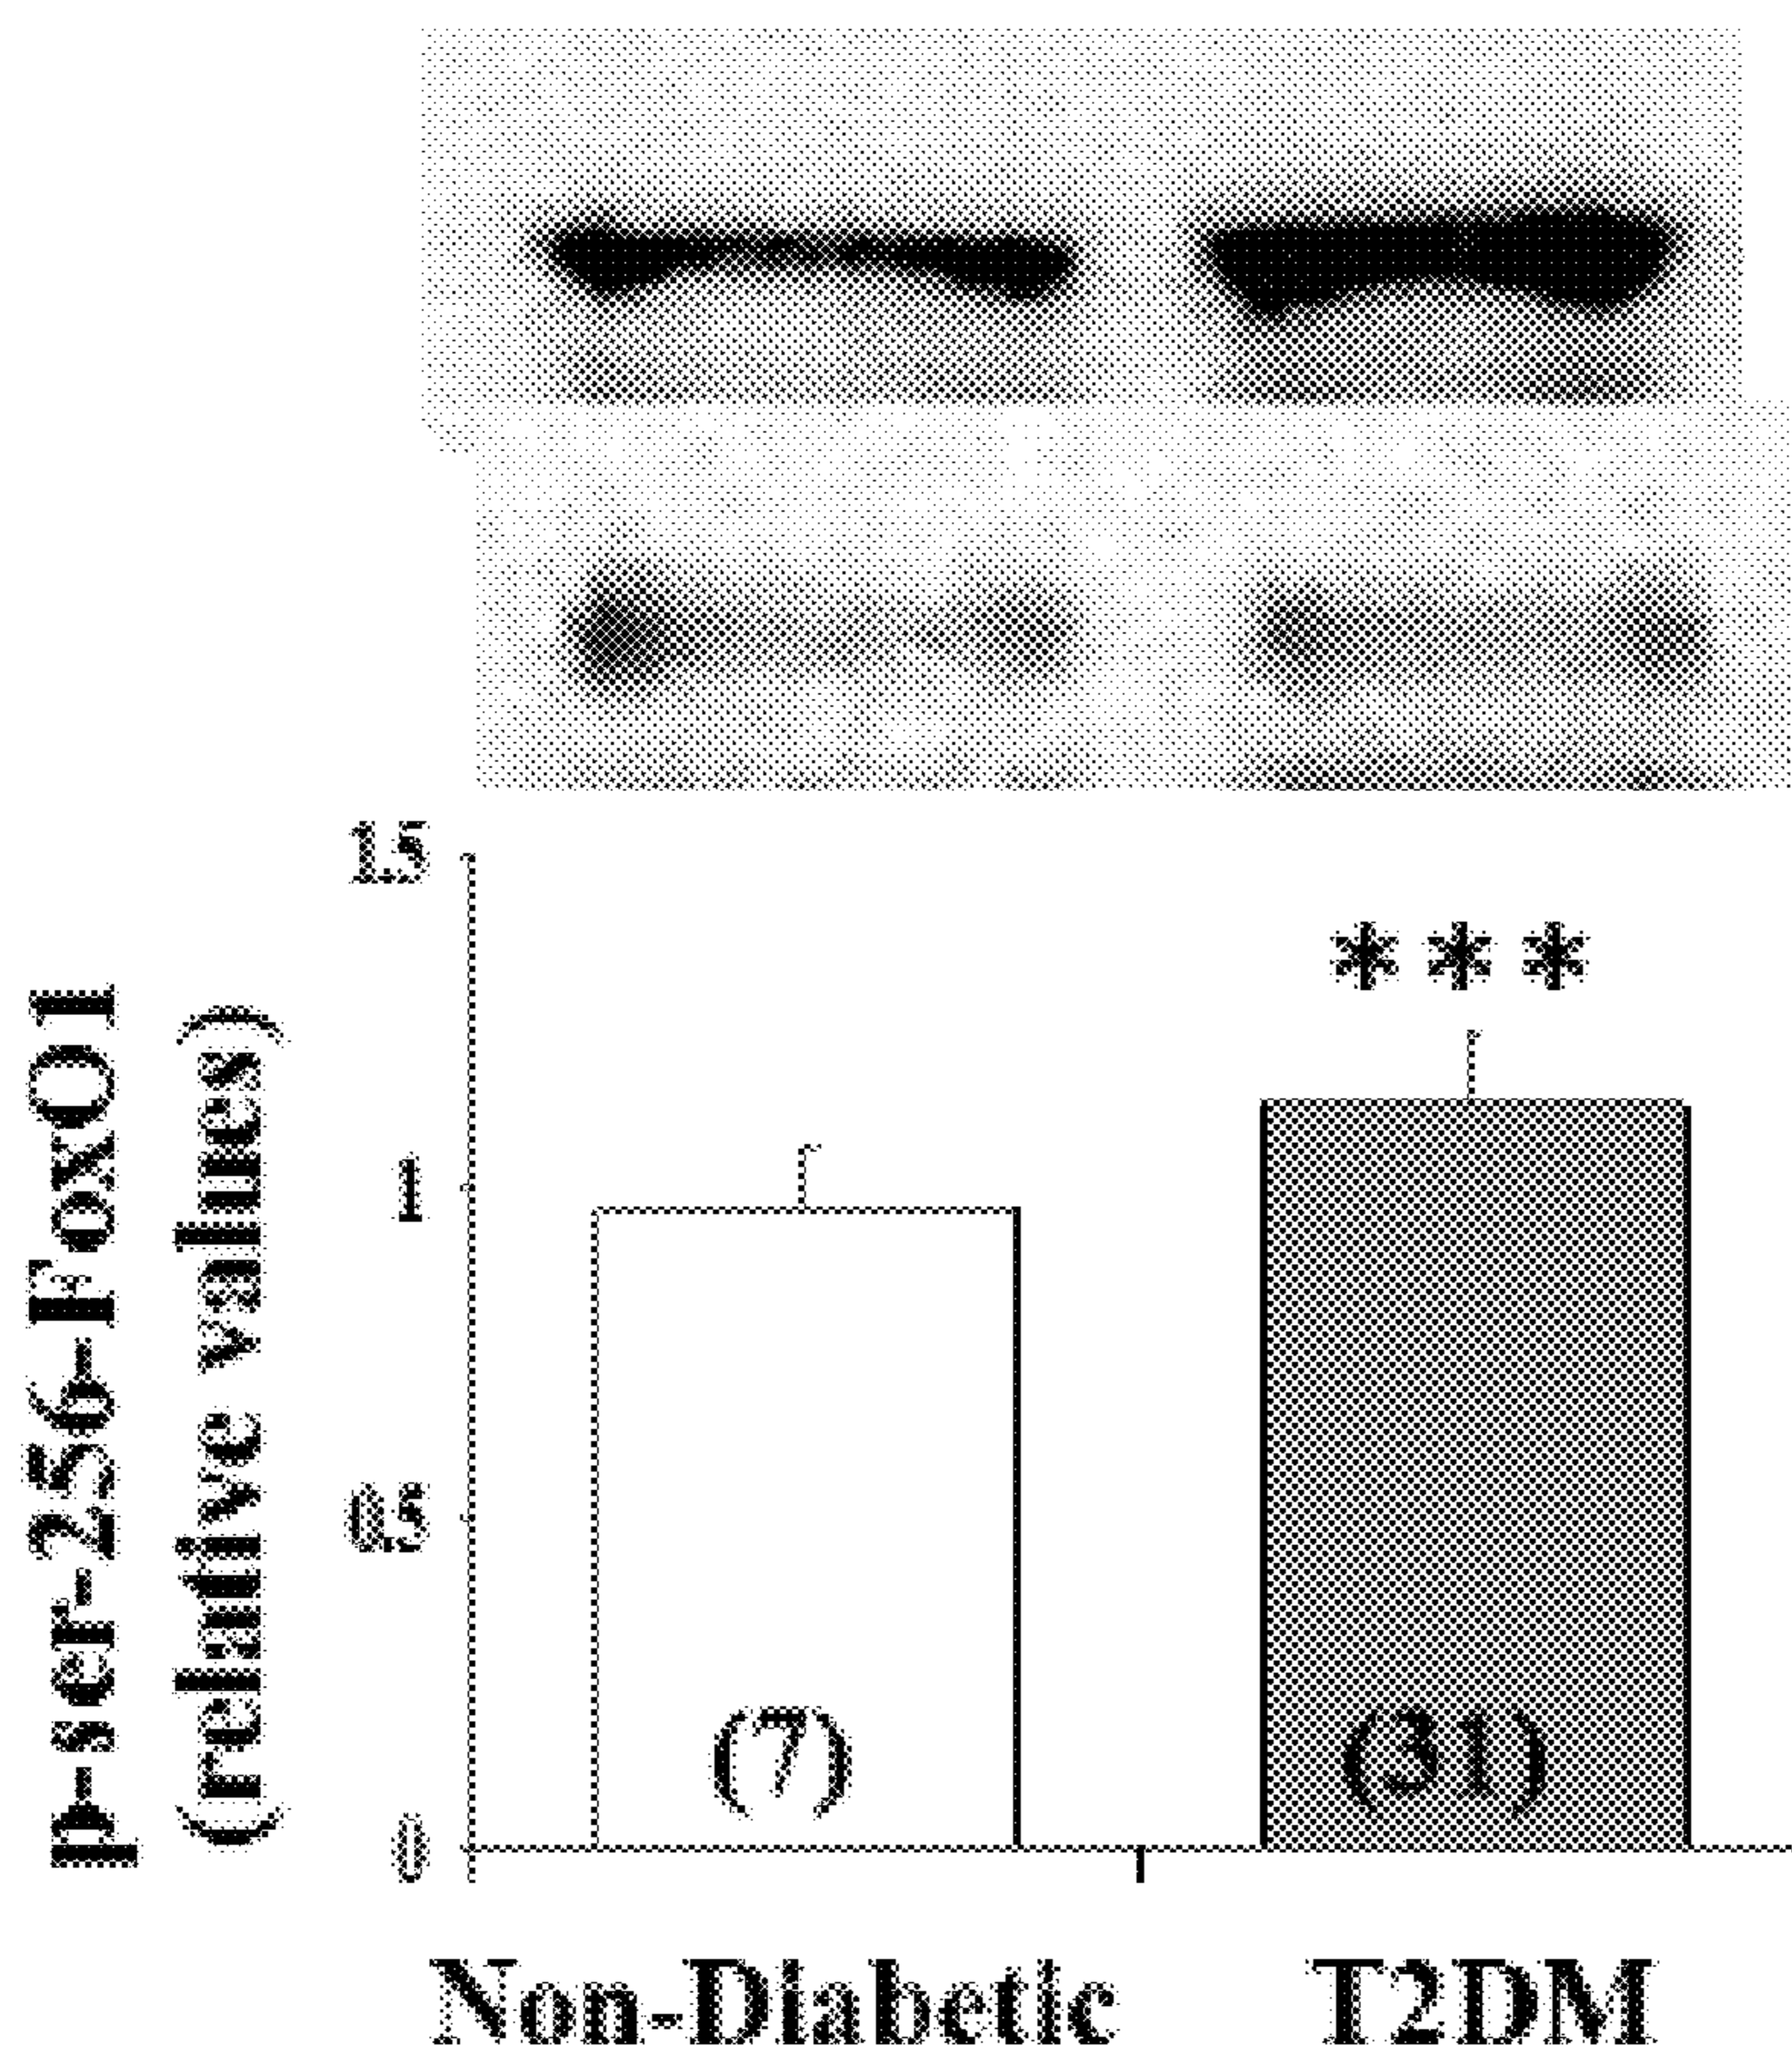 p-ser-256-FoxO1
(relative values)
1.5
***
1
0.5
(7)
(31)
0
Non-Diabetic
T2DM